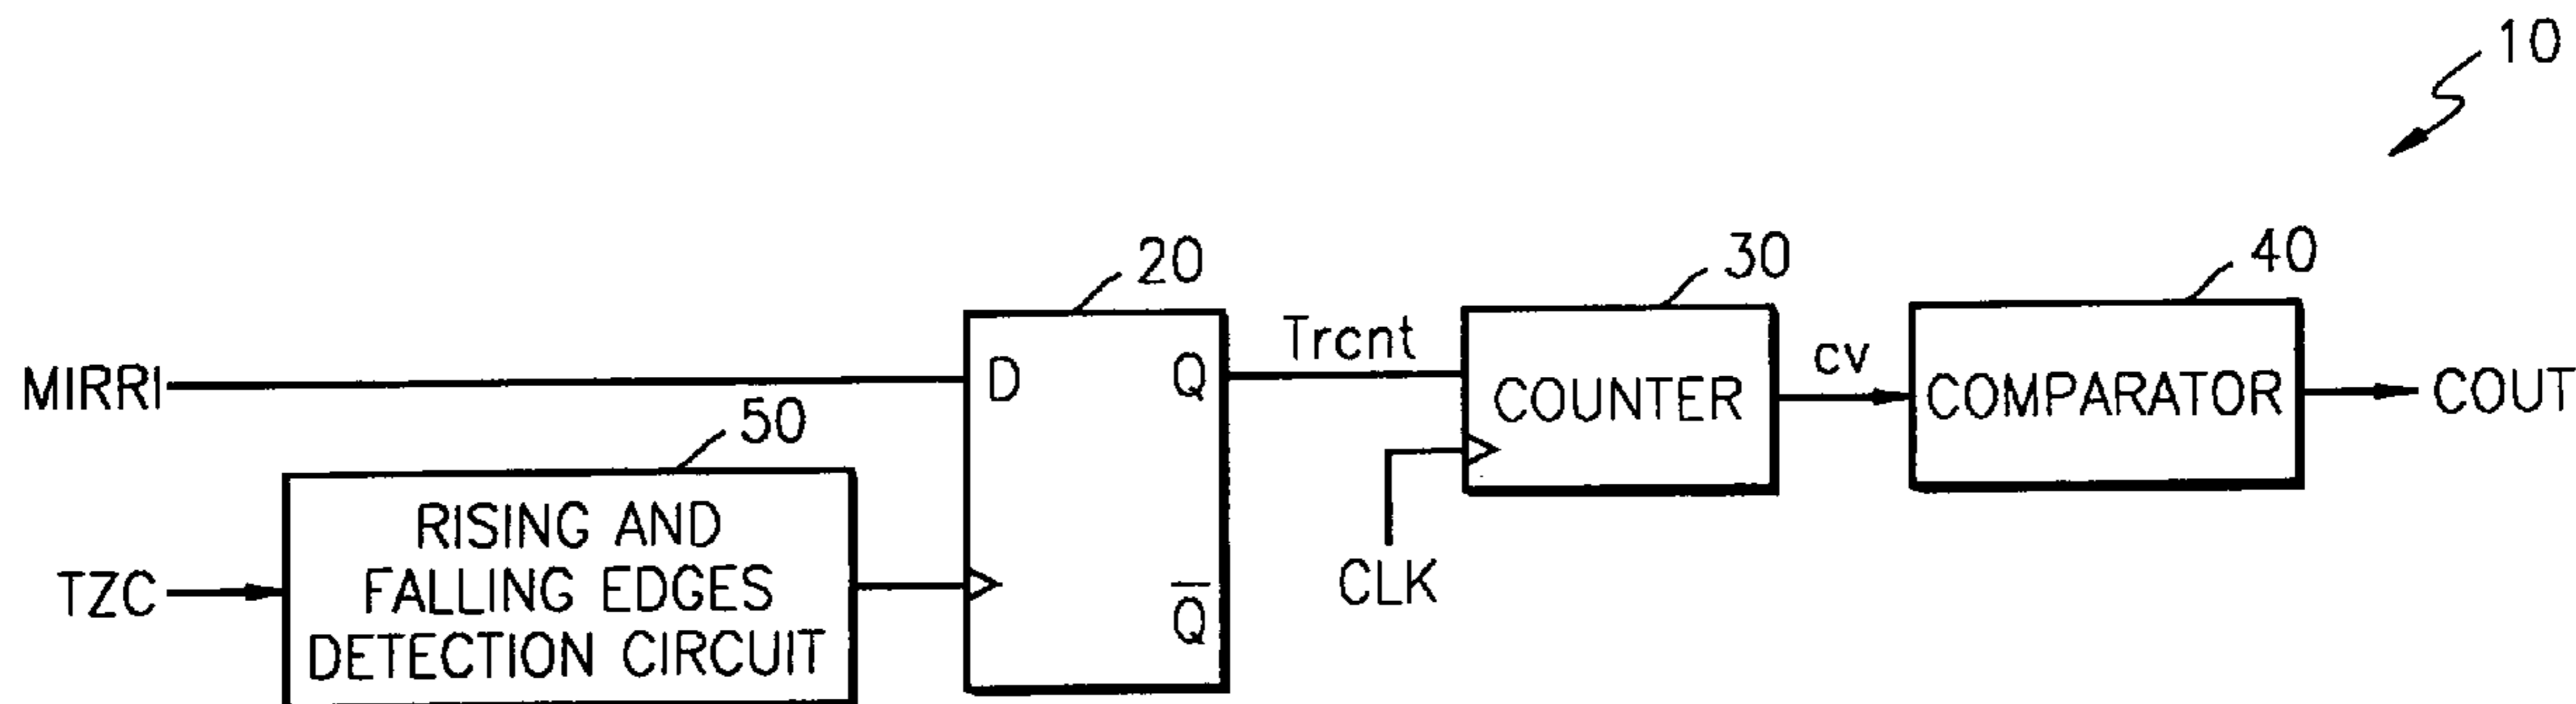 10
20
30
40
MIRRI
D
Q
Trcnt
COUNTER
cv
COMPARATOR
COUT
50
TZC
RISING AND
FALLING EDGES
DETECTION CIRCUIT
Q̅
CLK